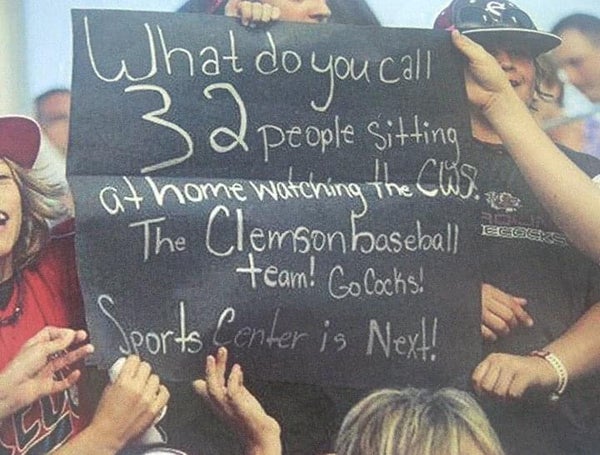 What do you call
32 people sitting
at home watching the CWS?
The Clemson baseball
team! Go Cocks!
Sports Center is Next!
ECOCKS